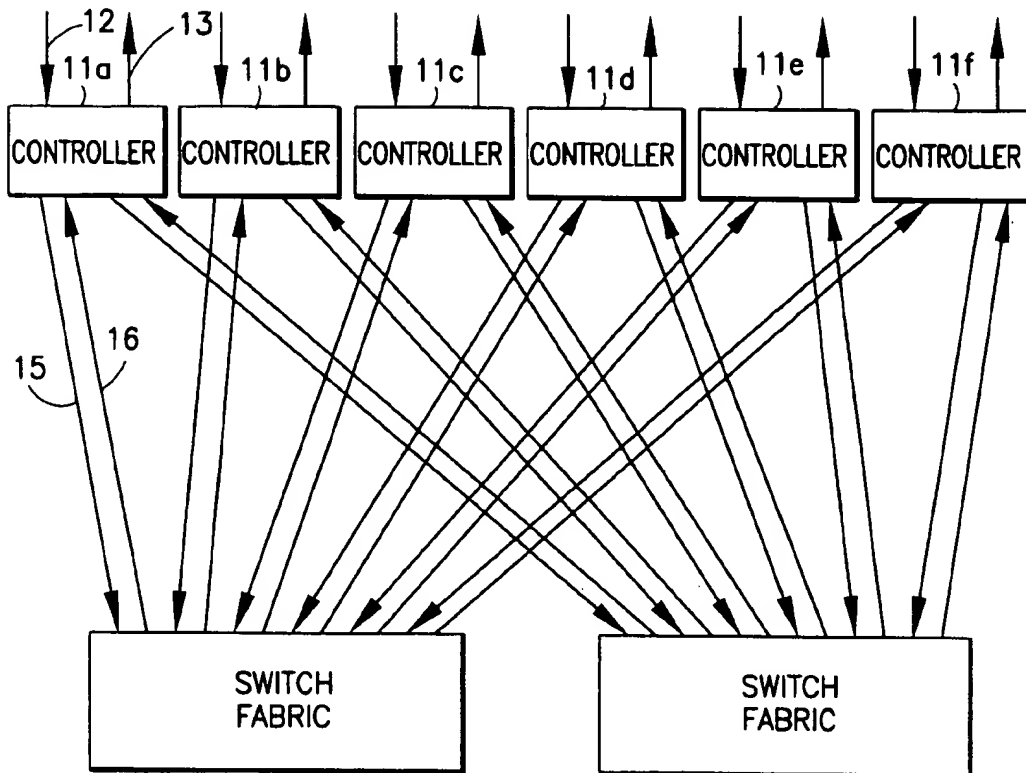 12
13
11a
11b
11c
11d
11e
11f
CONTROLLER
CONTROLLER
CONTROLLER
CONTROLLER
CONTROLLER
CONTROLLER
15
16
SWITCH
FABRIC
SWITCH
FABRIC